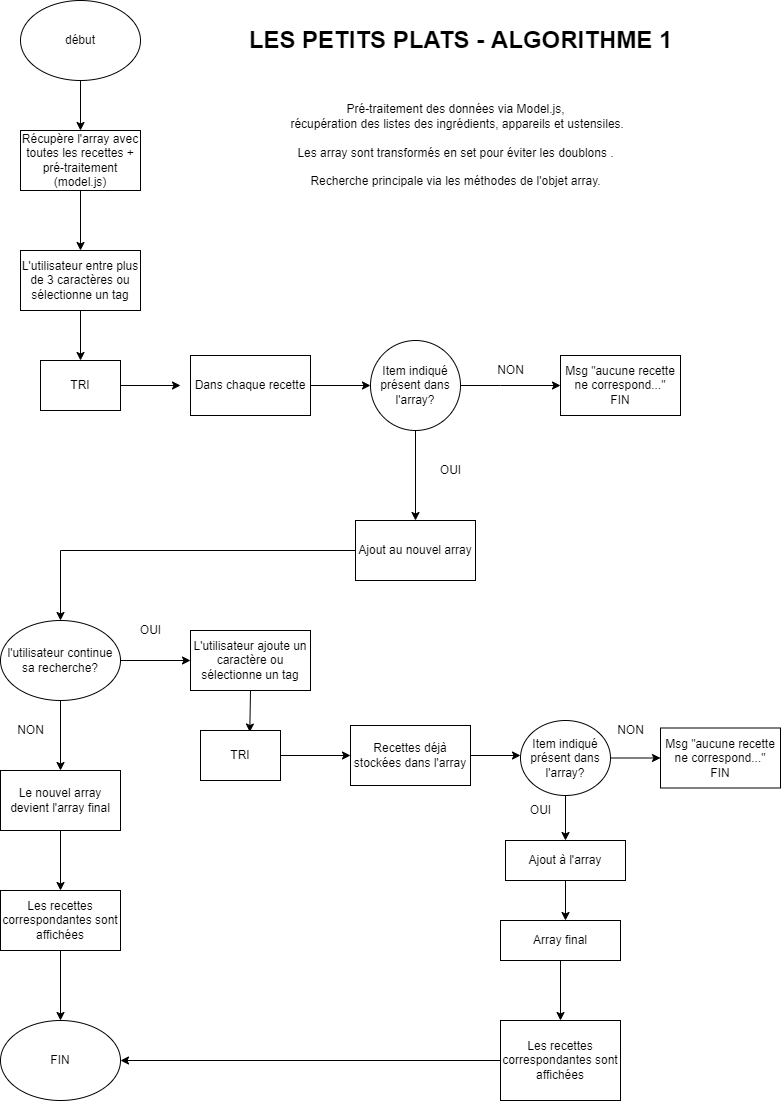 début
LES PETITS PLATS - ALGORITHME 1
Pré-traitement des données via Model.js,
récupération des listes des ingrédients, appareils et ustensiles.
Les array sont transformés en set pour éviter les doublons .
Recherche principale via les méthodes de l'objet array.
Récupère l'array avec
toutes les recettes +
pré-traitement
(model.js)
L'utilisateur entre plus
de 3 caractères ou
sélectionne un tag
TRI
Dans chaque recette
Item indiqué
présent dans
l'array?
NON
Msg "aucune recette
ne correspond..."
FIN
OUI
Ajout au nouvel array
l'utilisateur continue
sa recherche?
OUI
L'utilisateur ajoute un
caractère ou
sélectionne un tag
NON
TRI
Recettes déjà
stockées dans l'array
Item indiqué
présent dans
l'array?
NON
Msg "aucune recette
ne correspond..."
FIN
Le nouvel array
devient l'array final
OUI
Ajout à l'array
Les recettes
correspondantes sont
affichées
Array final
FIN
Les recettes
correspondantes sont
affichées